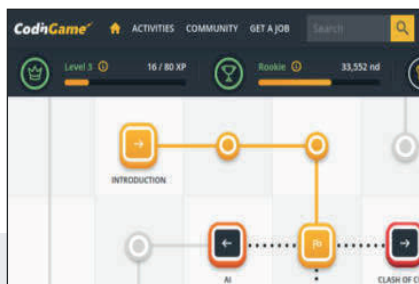 CodinGame ACTIVITIES COMMUNITY GET A JOB Search
Level 3 16 / 80 XP Rookie 33,552 nd
INTRODUCTION
AI CLASH OF C